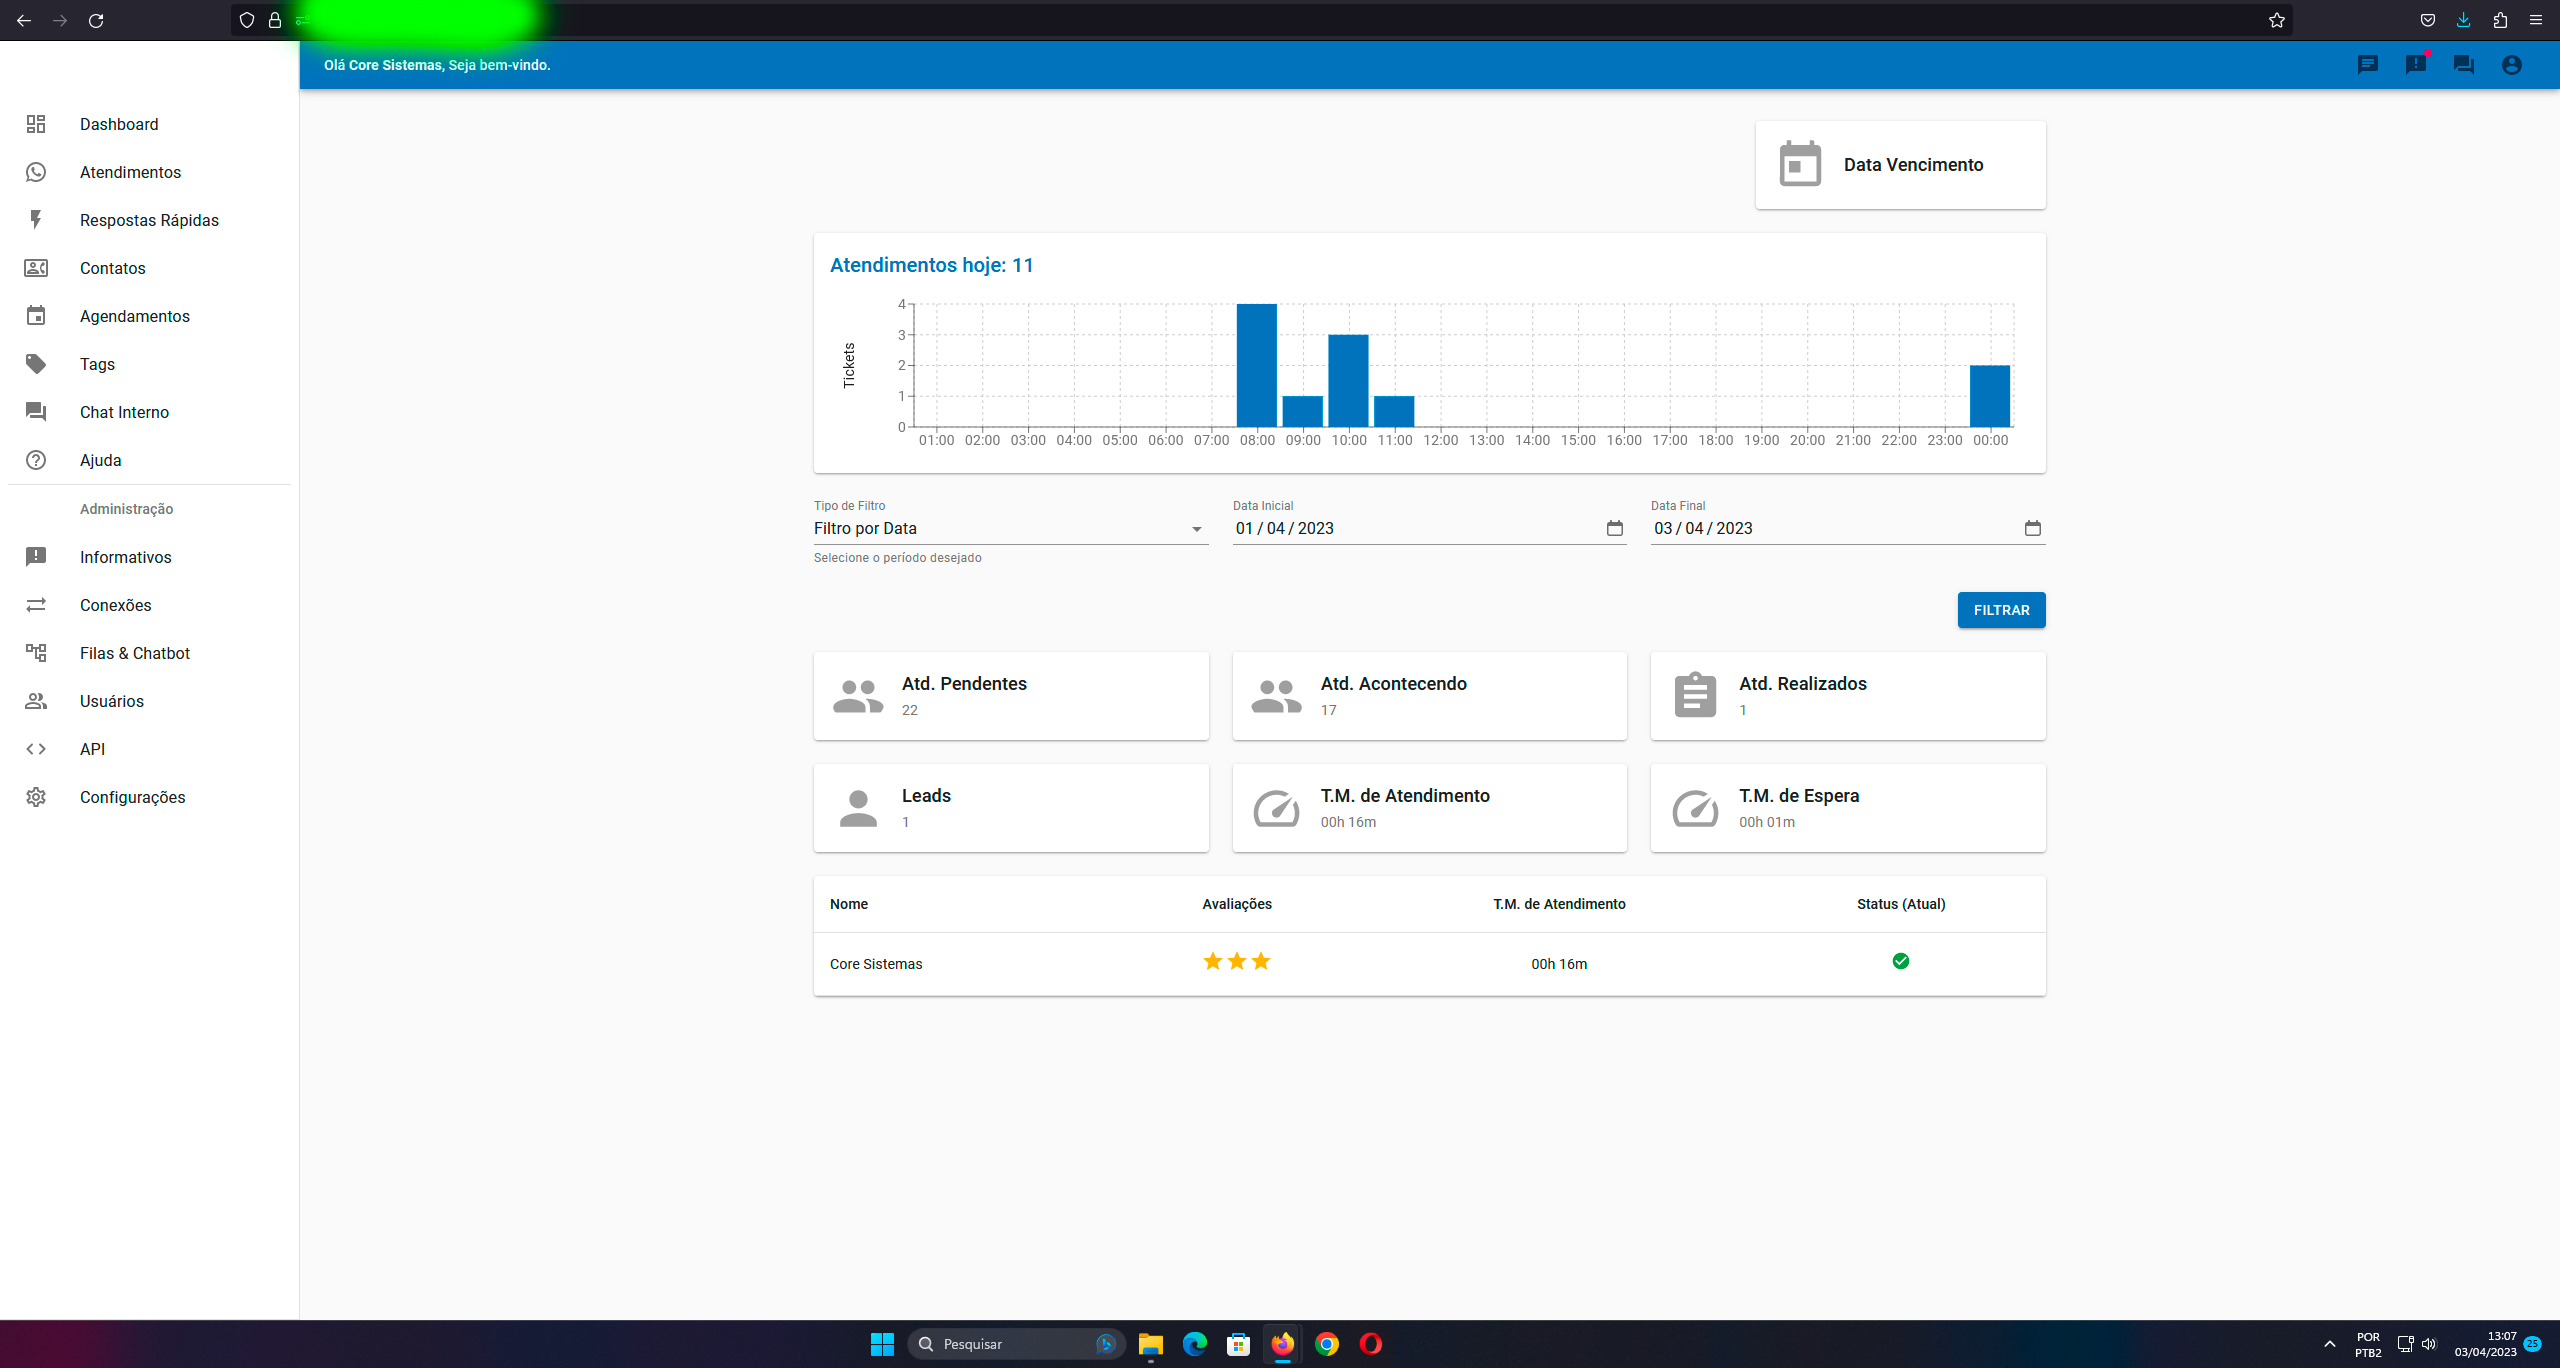 Olá Core Sistemas, Seja bem-vindo.
Dashboard
Atendimentos
Respostas Rápidas
Contatos
Agendamentos
Tags
Chat Interno
Ajuda
Administração
Informativos
Conexões
Filas & Chatbot
Usuários
API
Configurações
Data Vencimento
Atendimentos hoje: 11
Tickets
4
3
2
1
0
01:00 02:00 03:00 04:00 05:00 06:00 07:00 08:00 09:00 10:00 11:00 12:00 13:00 14:00 15:00 16:00 17:00 18:00 19:00 20:00 21:00 22:00 23:00 00:00
Tipo de Filtro
Filtro por Data
Selecione o período desejado
Data Inicial
01 / 04 / 2023
Data Final
03 / 04 / 2023
FILTRAR
Atd. Pendentes
22
Atd. Acontecendo
17
Atd. Realizados
1
Leads
1
T.M. de Atendimento
00h 16m
T.M. de Espera
00h 01m
Nome Avaliações T.M. de Atendimento Status (Atual)
Core Sistemas 00h 16m
Pesquisar
POR
PTB2
13:07
03/04/2023
25